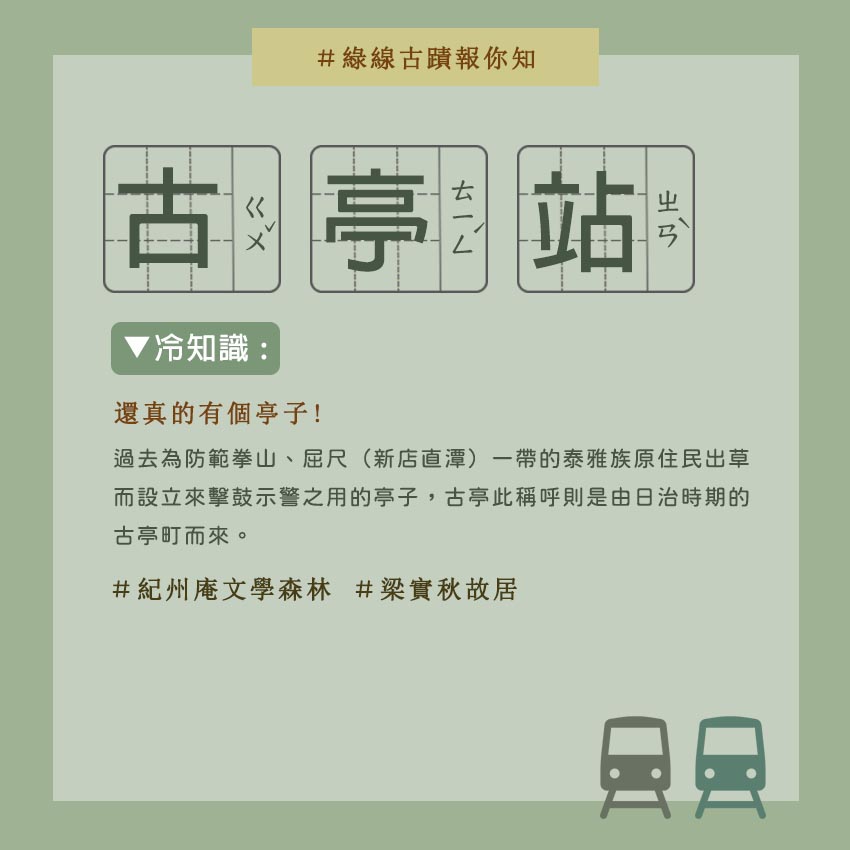 #綠線古蹟報你知
古 ㄍㄨˇ 亭 ㄊㄧㄥˊ 站 ㄓㄢˋ
▼冷知識：
還真的有個亭子！
過去為防範拳山、屈尺（新店直潭）一帶的泰雅族原住民出草
而設立來擊鼓示警之用的亭子，古亭此稱呼則是由日治時期的
古亭町而來。
#紀州庵文學森林 #梁實秋故居